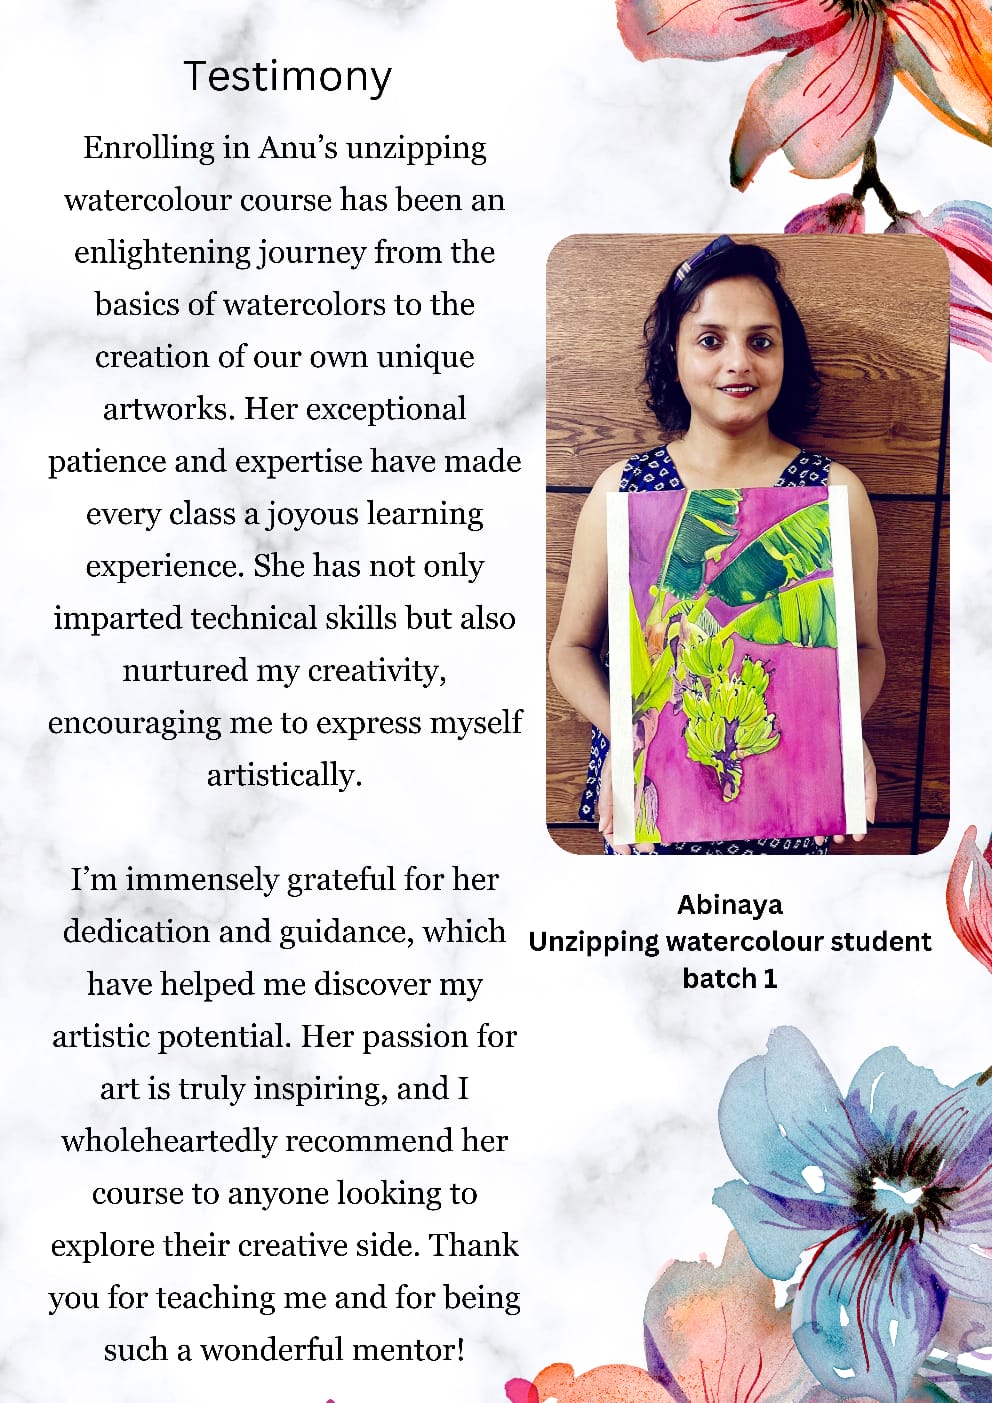 Testimony
Enrolling in Anu’s unzipping
watercolour course has been an
enlightening journey from the
basics of watercolors to the
creation of our own unique
artworks. Her exceptional
patience and expertise have made
every class a joyous learning
experience. She has not only
imparted technical skills but also
nurtured my creativity,
encouraging me to express myself
artistically.
I’m immensely grateful for her
dedication and guidance, which
have helped me discover my
artistic potential. Her passion for
art is truly inspiring, and I
wholeheartedly recommend her
course to anyone looking to
explore their creative side. Thank
you for teaching me and for being
such a wonderful mentor!
Abinaya
Unzipping watercolour student
batch 1